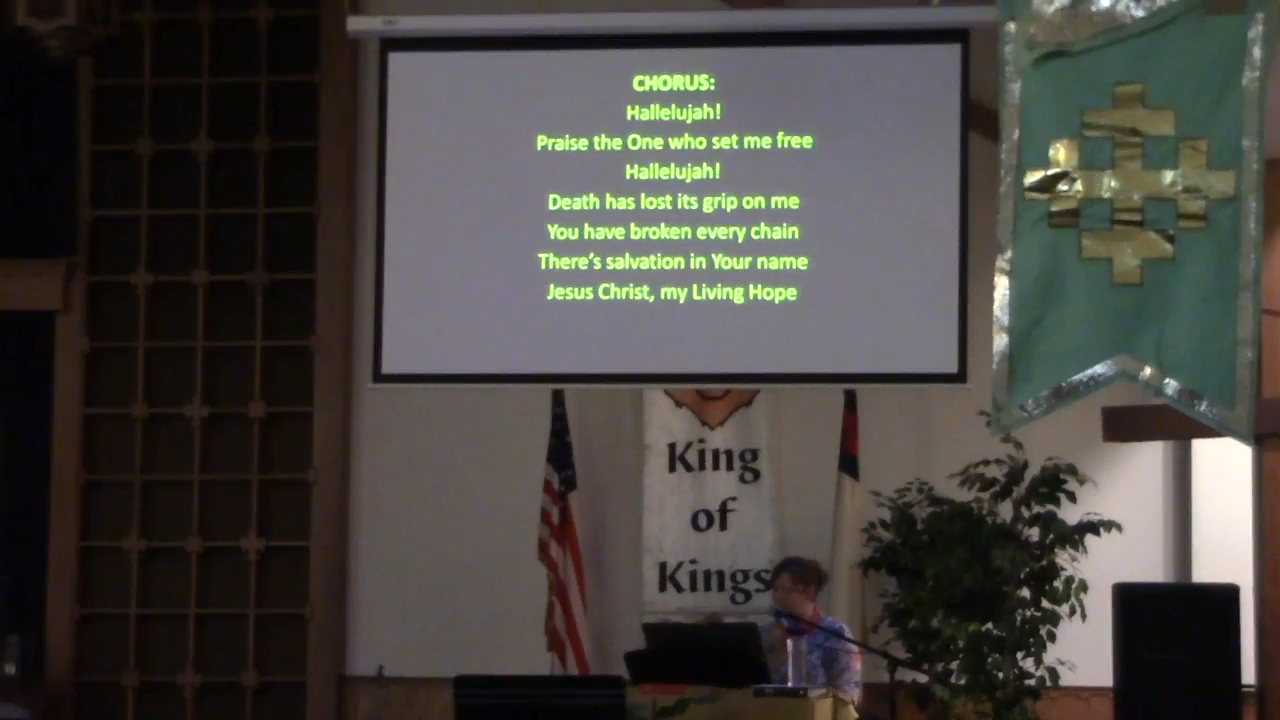 CHORUS:
Hallelujah!
Praise the One who set me free
Hallelujah!
Death has lost its grip on me
You have broken every chain
There's salvation in Your name
Jesus Christ, my Living Hope
King
of
Kings